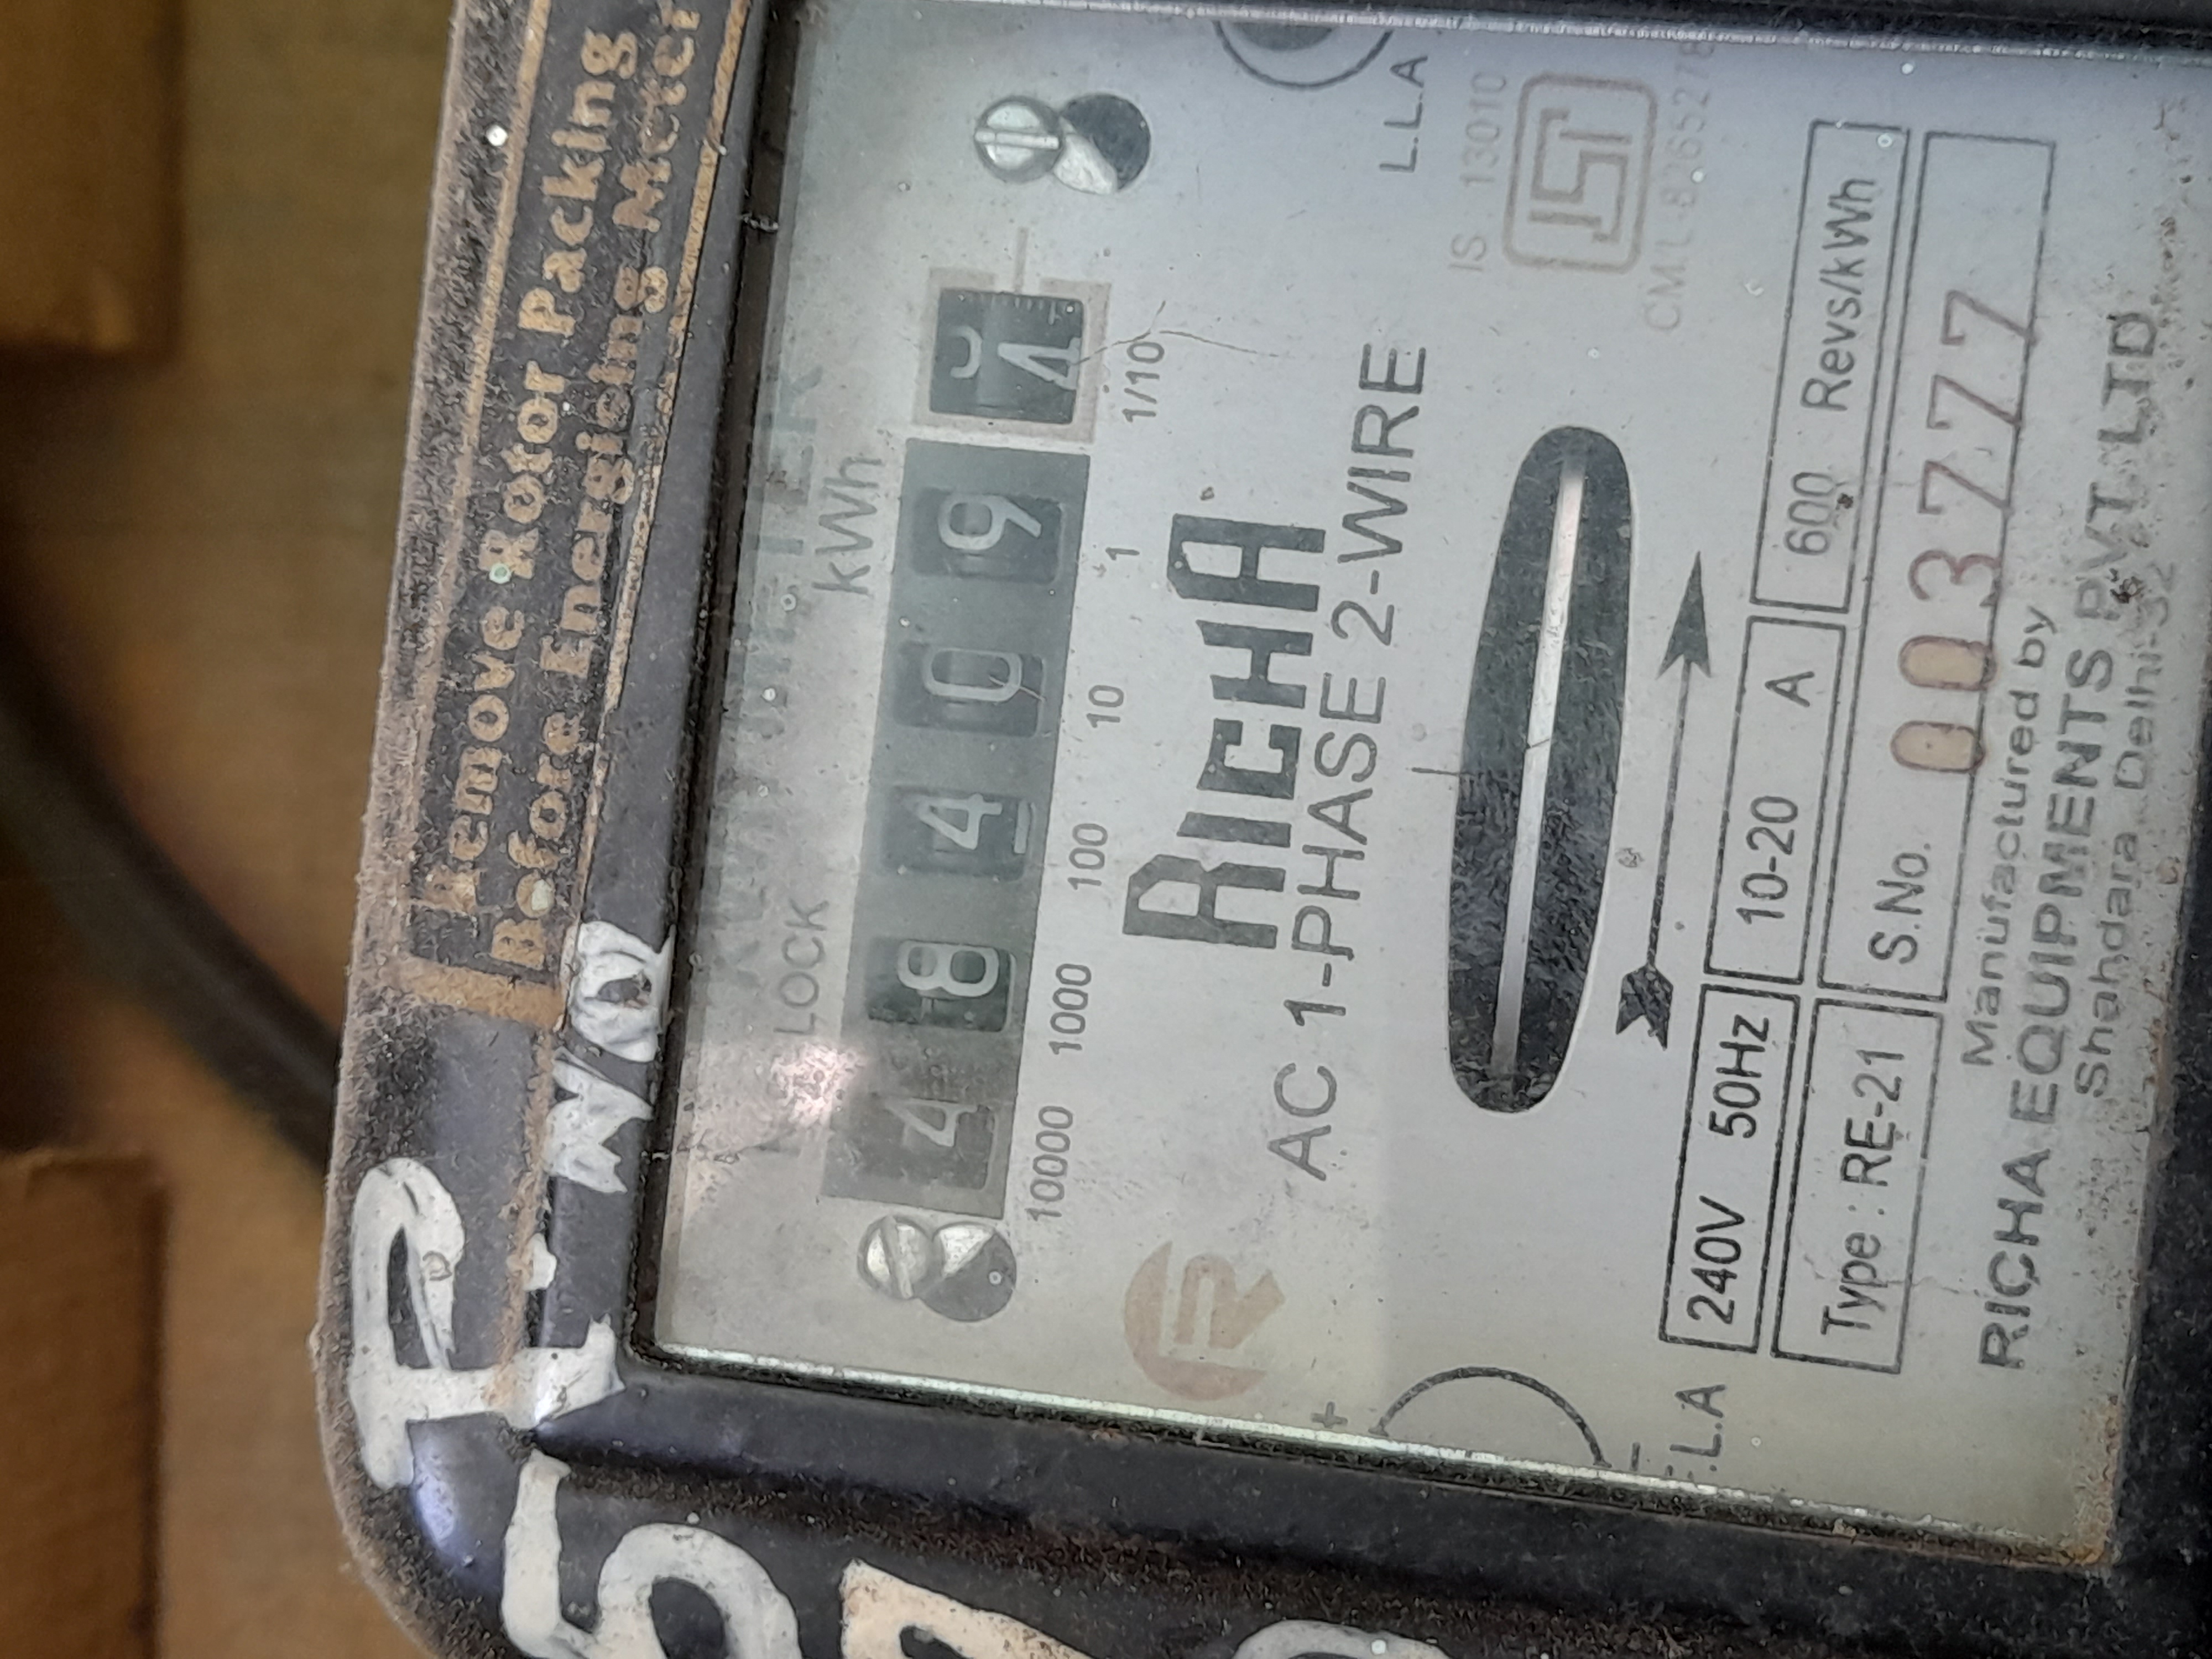 Remove Rotor Packing
Before Energising Meter
kWh
LOCK
4 8 4 0 9
10000 1000 100 10 1 1/10
RICHA
AC 1-PHASE 2-WIRE
L.L.A
IS 13010
ISI
CM/L-8265276
240V 50Hz
10-20 A
600 Revs/kWh
Type : RE-21
S.No. 003777
Manufactured by
RICHA EQUIPMENTS PVT. LTD
Shahdara Delhi-32
+
-
F.L.A